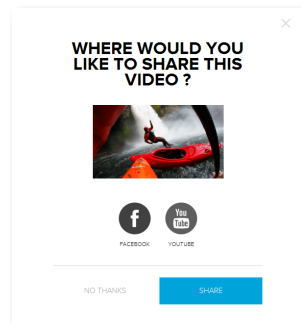 WHERE WOULD YOU
LIKE TO SHARE THIS
VIDEO ?
f
You
Tube
FACEBOOK
YOUTUBE
NO THANKS
SHARE